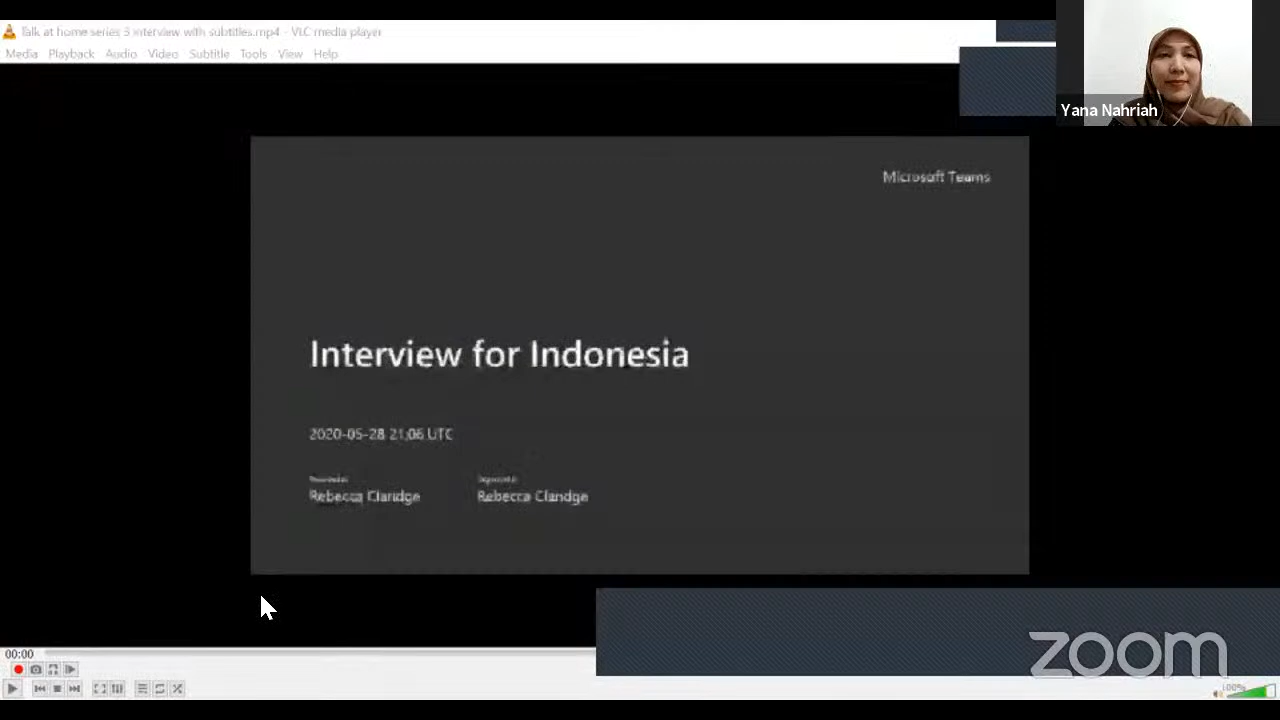 Talk at home series 3 interview with subtitles.mp4 - VLC media player
Media Playback Audio Video Subtitle Tools View Help
Yana Nahriah
Microsoft Teams
Interview for Indonesia
2020-05-28 21:06 UTC
Rebecca Claridge Rebecca Claridge
00:00
zoom
100%